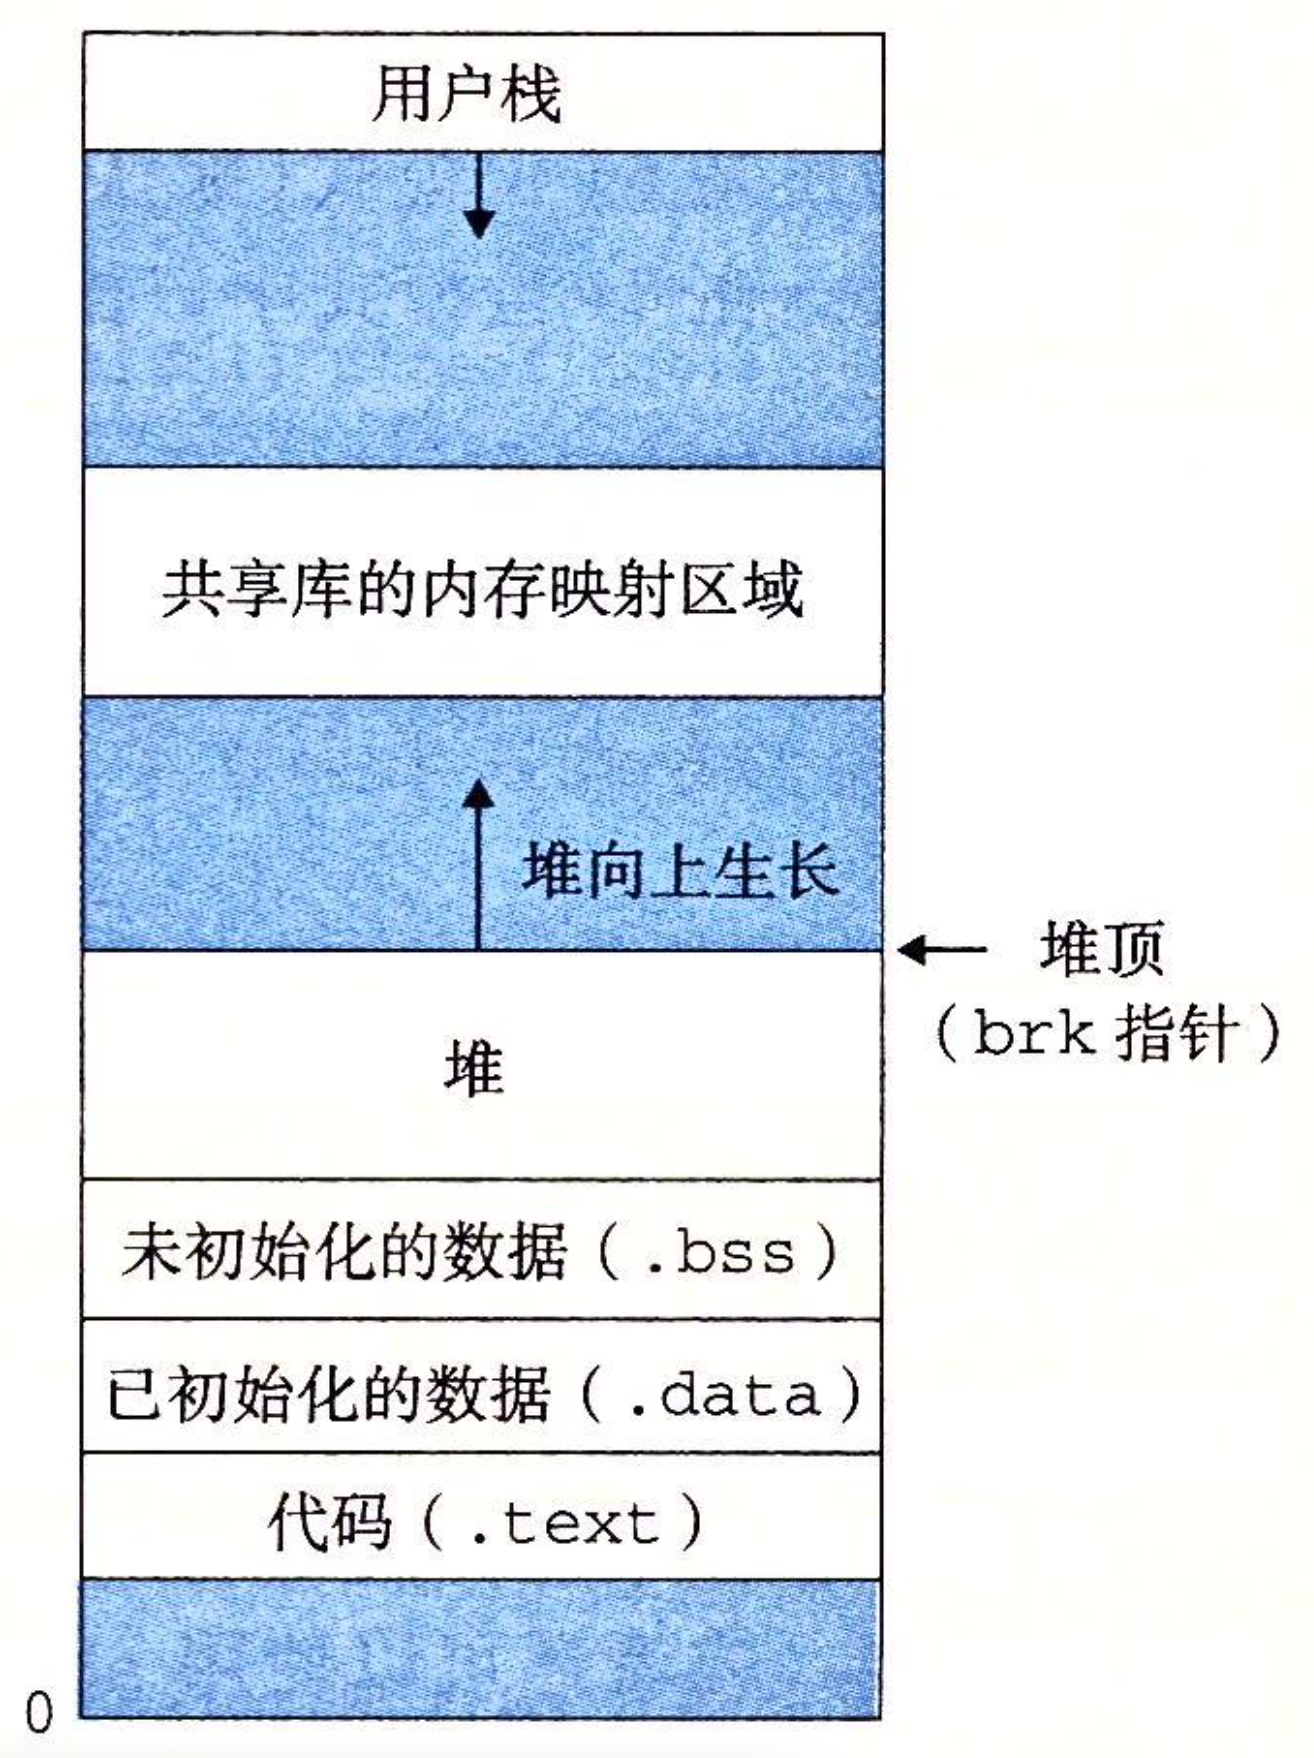 用户栈
共享库的内存映射区域
堆向上生长
堆顶
(brk 指针)
堆
未初始化的数据(.bss)
已初始化的数据(.data)
代码(.text)
0